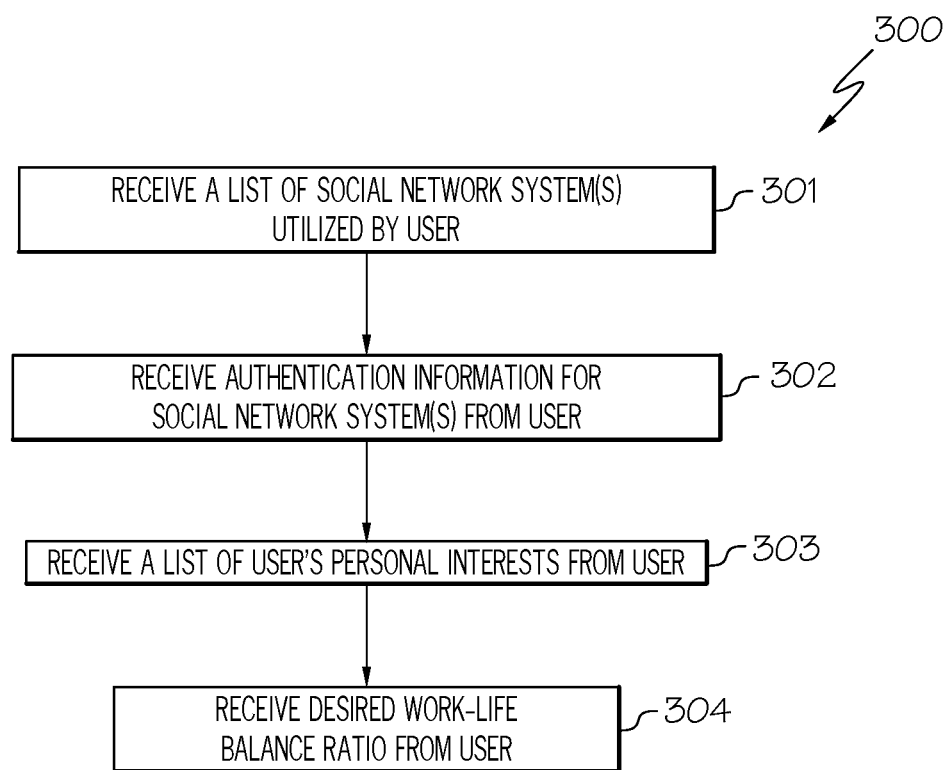 300
RECEIVE A LIST OF SOCIAL NETWORK SYSTEM(S)
UTILIZED BY USER
301
RECEIVE AUTHENTICATION INFORMATION FOR
SOCIAL NETWORK SYSTEM(S) FROM USER
302
RECEIVE A LIST OF USER'S PERSONAL INTERESTS FROM USER
303
RECEIVE DESIRED WORK-LIFE
BALANCE RATIO FROM USER
304